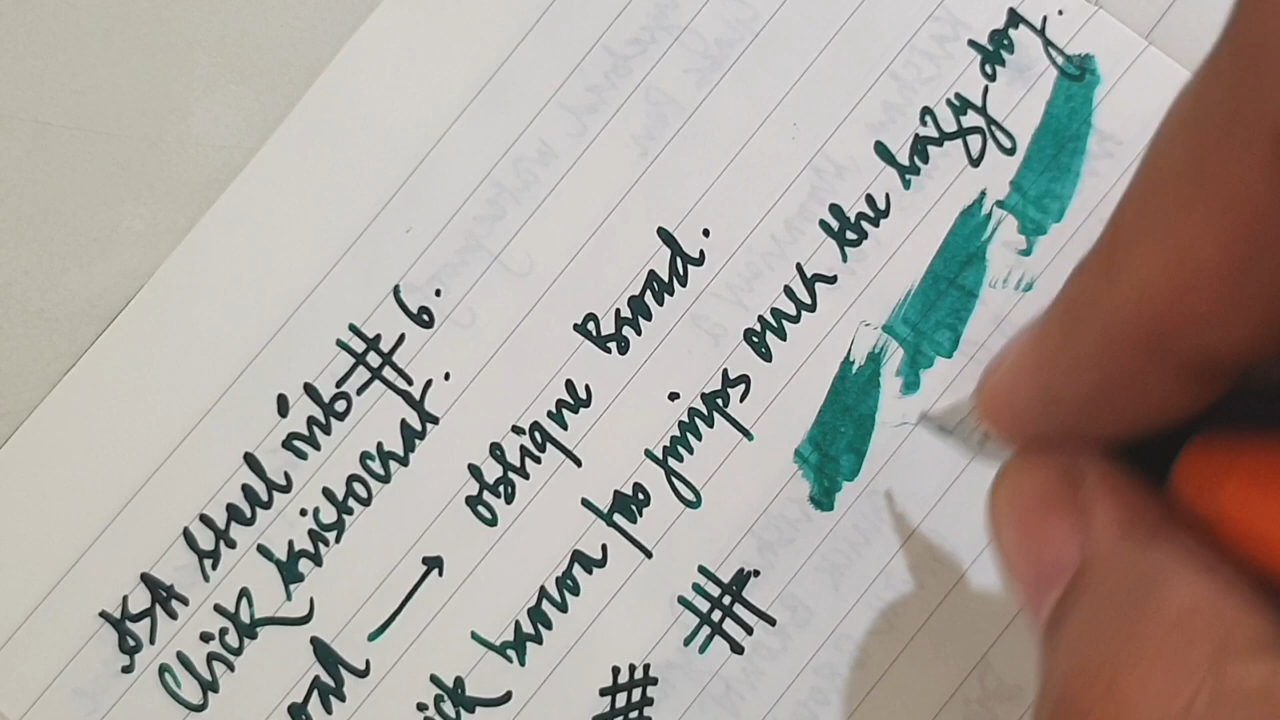 steel nib # 6.
Click Aristocrat.
→ Oblique Broad.
brown fox jumps over the lazy dog.
# #